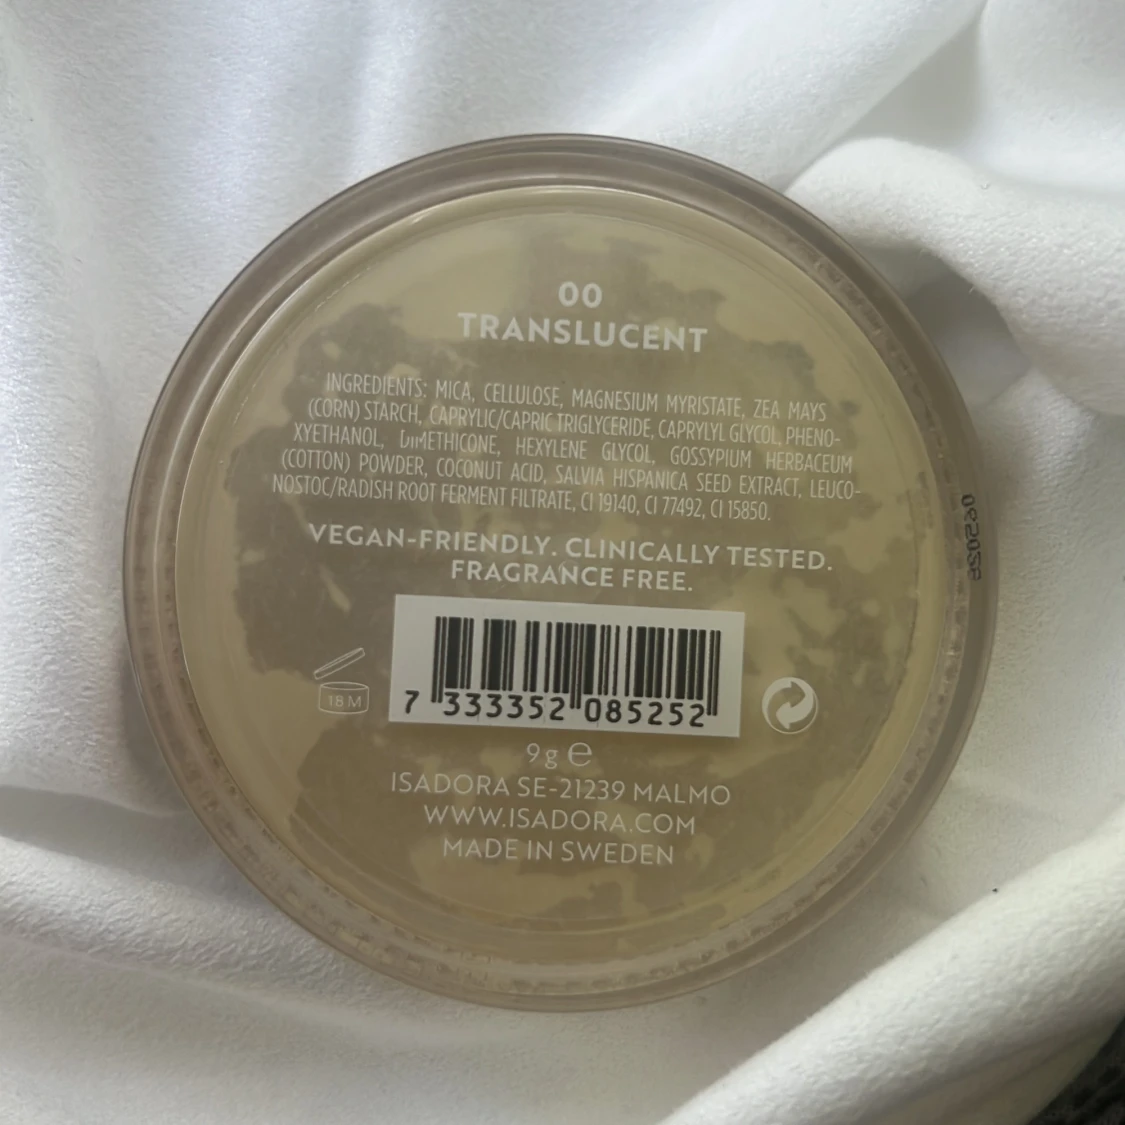 00
TRANSLUCENT
INGREDIENTS: MICA, CELLULOSE, MAGNESIUM MYRISTATE, ZEA MAYS
(CORN) STARCH, CAPRYLIC/CAPRIC TRIGLYCERIDE, CAPRYLYL GLYCOL, PHENO-
XYETHANOL, DIMETHICONE, HEXYLENE GLYCOL, GOSSYPIUM HERBACEUM
(COTTON) POWDER, COCONUT ACID, SALVIA HISPANICA SEED EXTRACT, LEUCO-
NOSTOC/RADISH ROOT FERMENT FILTRATE, CI 19140, CI 77492, CI 15850.
VEGAN-FRIENDLY. CLINICALLY TESTED.
FRAGRANCE FREE.
18 M
7 333352 085252
9 g ℮
ISADORA SE-21239 MALMO
WWW.ISADORA.COM
MADE IN SWEDEN